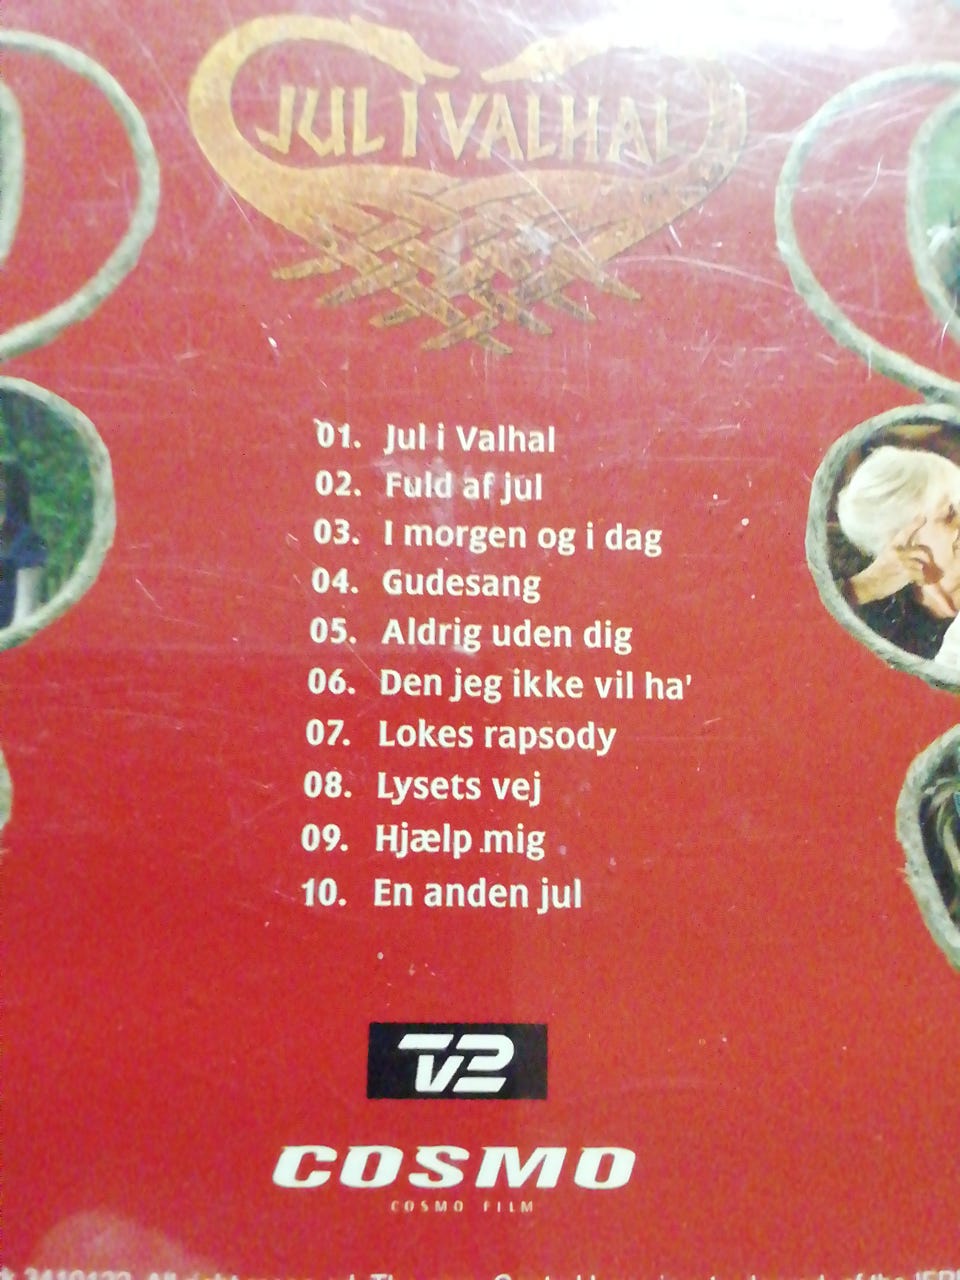 JUL I VALHAL
01. Jul i Valhal
02. Fuld af jul
03. I morgen og i dag
04. Gudesang
05. Aldrig uden dig
06. Den jeg ikke vil ha'
07. Lokes rapsody
08. Lysets vej
09. Hjælp mig
10. En anden jul
TV2
COSMO
COSMO FILM